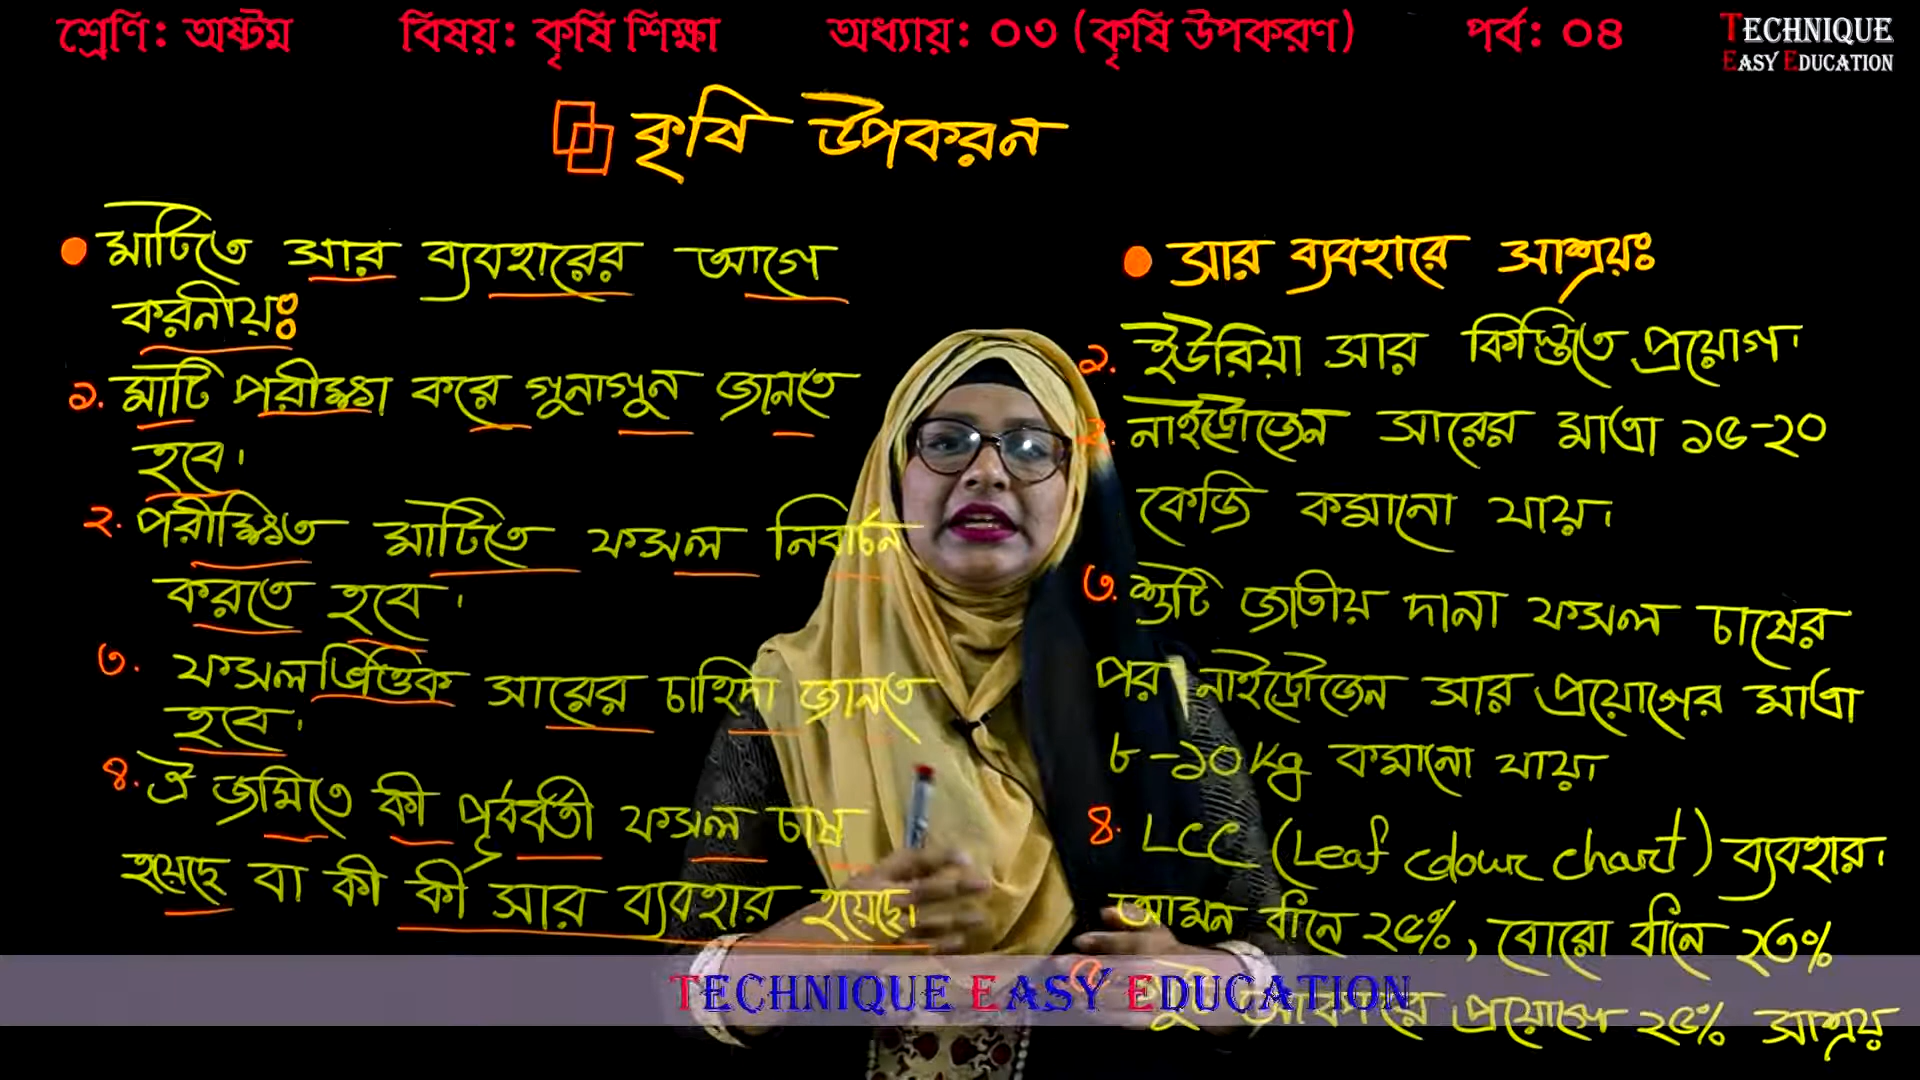 শ্রেণি: অষ্টম বিষয়: কৃষি শিক্ষা অধ্যায়: ০৩ (কৃষি উপকরণ) পর্ব: ০৪
TECHNIQUE
EASY EDUCATION
কৃষি উপকরন
মাটিতে সার ব্যবহারের আগে
করনীয়ঃ
১. মাটি পরীক্ষা করে গুনাগুন জানতে
হবে।
২. পরীক্ষিত মাটিতে ফসল নির্বাচন
করতে হবে।
৩. ফসলভিত্তিক সারের চাহিদা জানতে
হবে।
৪. ঐ জমিতে কী পূর্ববর্তী ফসল চাষ
হয়েছে বা কী কী সার ব্যবহার হয়েছে।
সার ব্যবহারে সাশ্রয়ঃ
১. ইউরিয়া সার কিস্তিতে প্রয়োগ।
২. নাইট্রোজেন সারের মাত্রা ১৫-২০
কেজি কমানো যায়।
৩. শুটি জাতীয় দানা ফসল চাষের
পর নাইট্রোজেন সার প্রয়োগের মাত্রা
৮-১০ kg কমানো যায়।
৪. LCC (Leaf colour chart) ব্যবহার।
আমন ধানে ২৫%, বোরো ধানে ২৩%
৫. প্রয়োগে ২৫% সাশ্রয়
TECHNIQUE EASY EDUCATION